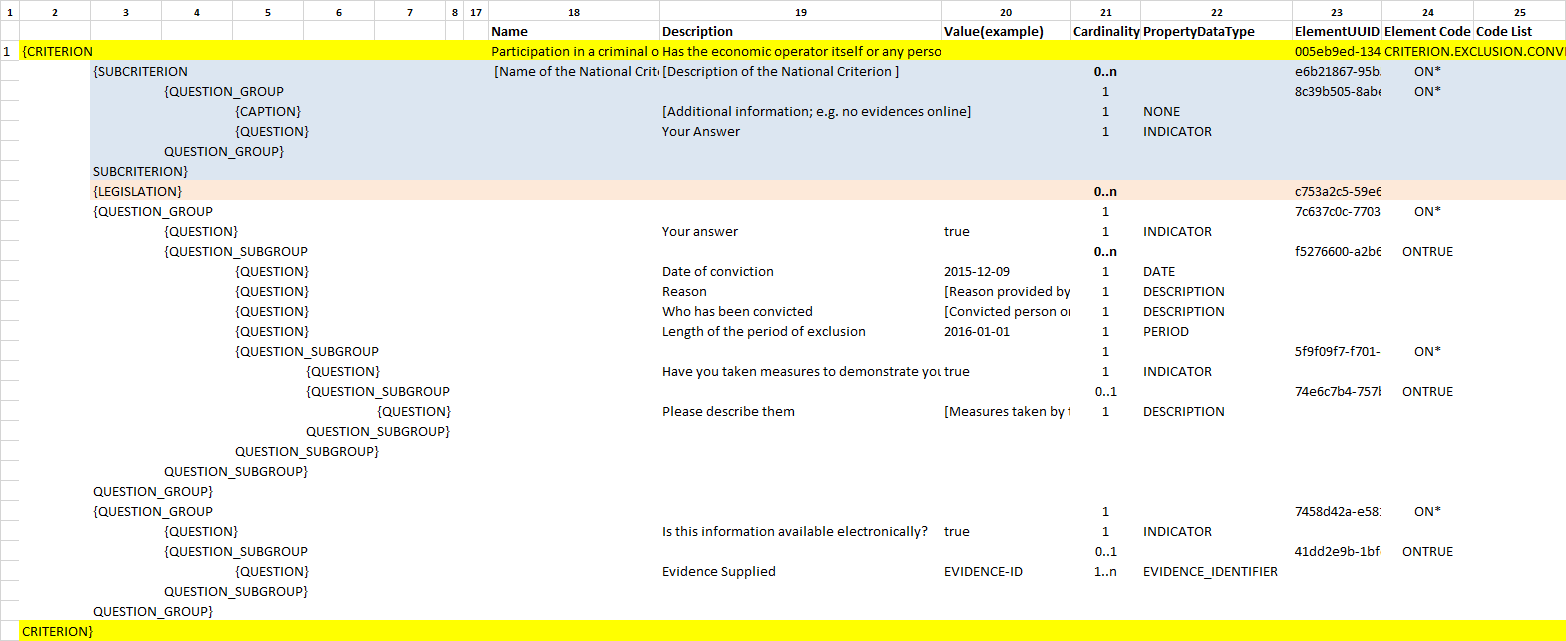 1 2 3 4 5 6 7 8 17 18 19 20 21 22 23 24 25
Name Description Value(example) Cardinality PropertyDataType ElementUUID Element Code Code List
1 {CRITERION Participation in a criminal o Has the economic operator itself or any perso 005eb9ed-134 CRITERION.EXCLUSION.CONV
{SUBCRITERION [Name of the National Crit [Description of the National Criterion ] 0..n e6b21867-95b ON*
{QUESTION_GROUP 1 8c39b505-8abe ON*
{CAPTION} [Additional information; e.g. no evidences online] 1 NONE
{QUESTION} Your Answer 1 INDICATOR
QUESTION_GROUP}
SUBCRITERION}
{LEGISLATION} 0..n c753a2c5-59e6
{QUESTION_GROUP 1 7c637c0c-7703 ON*
{QUESTION} Your answer true 1 INDICATOR
{QUESTION_SUBGROUP 0..n f5276600-a2b6 ONTRUE
{QUESTION} Date of conviction 2015-12-09 1 DATE
{QUESTION} Reason [Reason provided by 1 DESCRIPTION
{QUESTION} Who has been convicted [Convicted person or 1 DESCRIPTION
{QUESTION} Length of the period of exclusion 2016-01-01 1 PERIOD
{QUESTION_SUBGROUP 1 5f9f09f7-f701- ON*
{QUESTION} Have you taken measures to demonstrate you true 1 INDICATOR
{QUESTION_SUBGROUP 0..1 74e6c7b4-757b ONTRUE
{QUESTION} Please describe them [Measures taken by t 1 DESCRIPTION
QUESTION_SUBGROUP}
QUESTION_SUBGROUP}
QUESTION_SUBGROUP}
QUESTION_GROUP}
{QUESTION_GROUP 1 7458d42a-e581 ON*
{QUESTION} Is this information available electronically? true 1 INDICATOR
{QUESTION_SUBGROUP 0..1 41dd2e9b-1bf ONTRUE
{QUESTION} Evidence Supplied EVIDENCE-ID 1..n EVIDENCE_IDENTIFIER
QUESTION_SUBGROUP}
QUESTION_GROUP}
CRITERION}